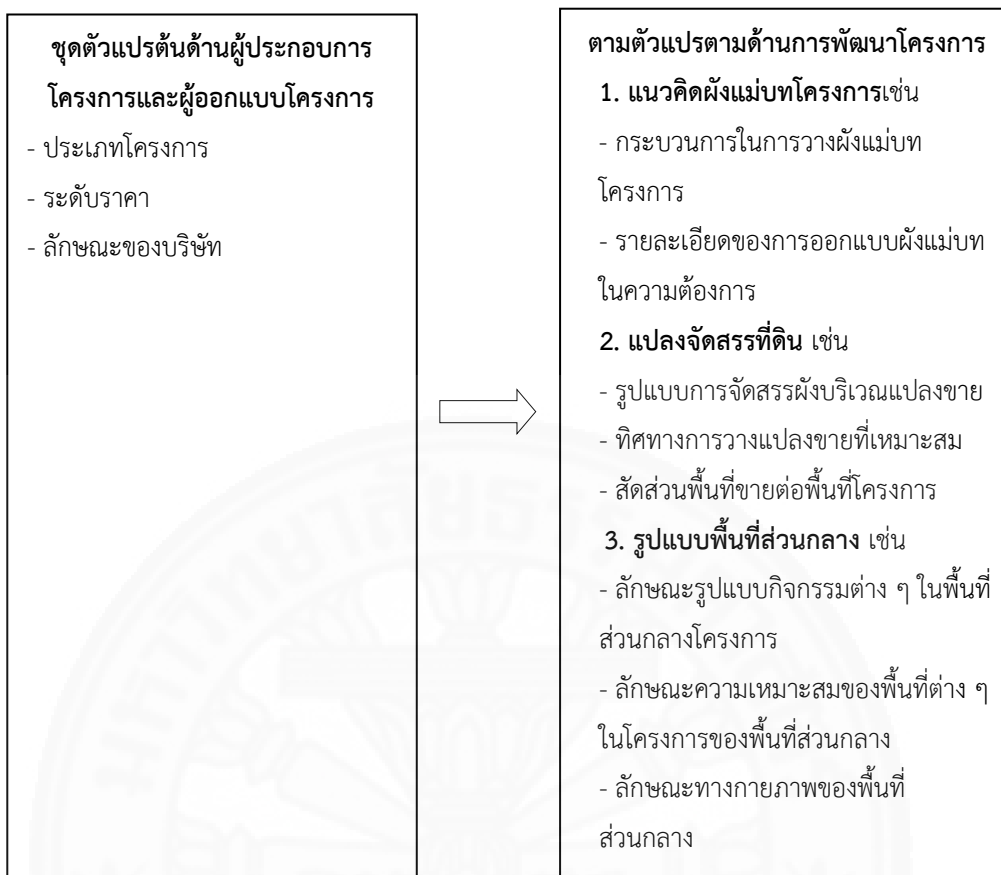 ชุดตัวแปรต้นด้านผู้ประกอบการ
โครงการและผู้ออกแบบโครงการ
- ประเภทโครงการ
- ระดับราคา
- ลักษณะของบริษัท
ตามตัวแปรตามด้านการพัฒนาโครงการ
1. แนวคิดผังแม่บทโครงการเช่น
- กระบวนการในการวางผังแม่บท
โครงการ
- รายละเอียดของการออกแบบผังแม่บท
ในความต้องการ
2. แปลงจัดสรรที่ดิน เช่น
- รูปแบบการจัดสรรผังบริเวณแปลงขาย
- ทิศทางการวางแปลงขายที่เหมาะสม
- สัดส่วนพื้นที่ขายต่อพื้นที่โครงการ
3. รูปแบบพื้นที่ส่วนกลาง เช่น
- ลักษณะรูปแบบกิจกรรมต่าง ๆ ในพื้นที่
ส่วนกลางโครงการ
- ลักษณะความเหมาะสมของพื้นที่ต่าง ๆ
ในโครงการของพื้นที่ส่วนกลาง
- ลักษณะทางกายภาพของพื้นที่
ส่วนกลาง